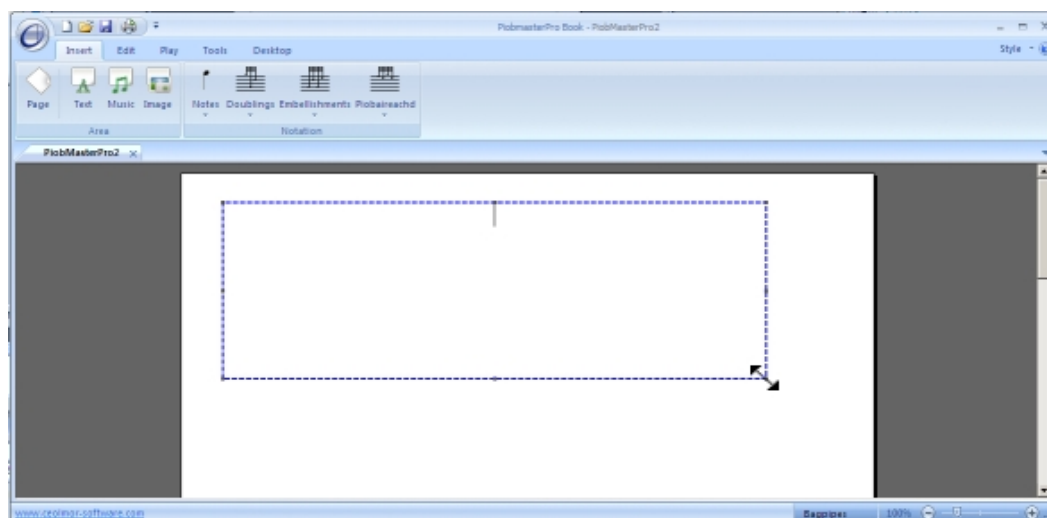 PiobmasterPro Book - PiobMasterPro2
Insert Edit Play Tools Desktop Style
Page Text Music Image Notes Doublings Embellishments Piobaireachd
Area Notation
PiobMasterPro2
www.ceolmor-software.com Bagpipes 100%